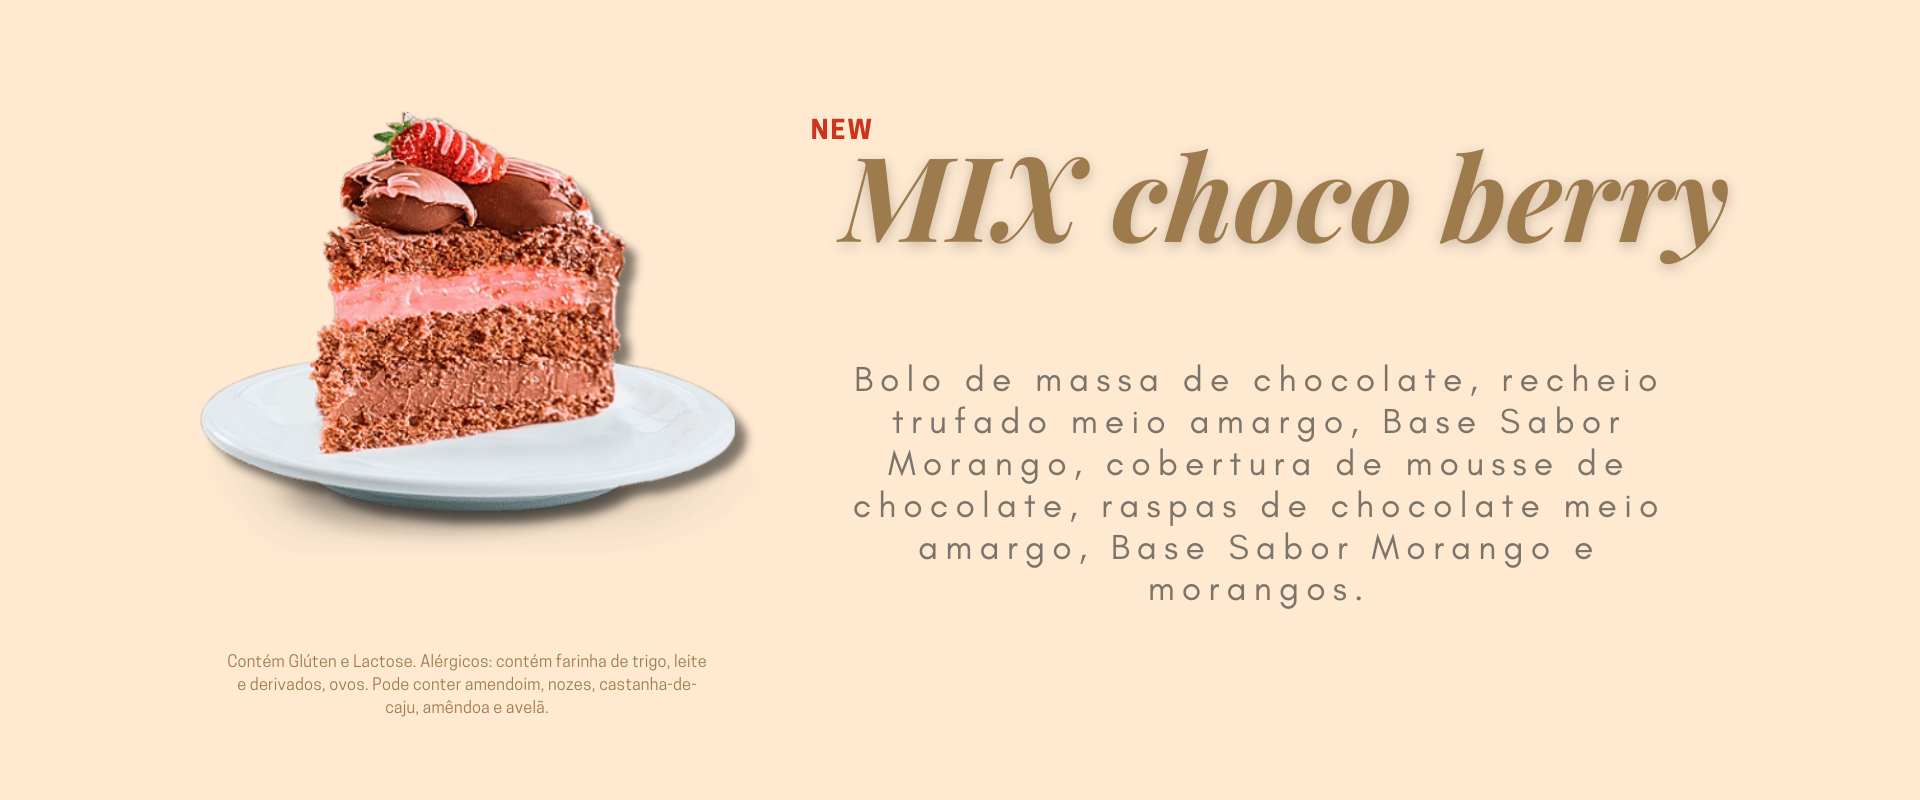 NEW
MIX choco berry
Bolo de massa de chocolate, recheio
trufado meio amargo, Base Sabor
Morango, cobertura de mousse de
chocolate, raspas de chocolate meio
amargo, Base Sabor Morango e
morangos.
Contém Glúten e Lactose. Alérgicos: contém farinha de trigo, leite
e derivados, ovos. Pode conter amendoim, nozes, castanha-de-
caju, amêndoa e avelã.